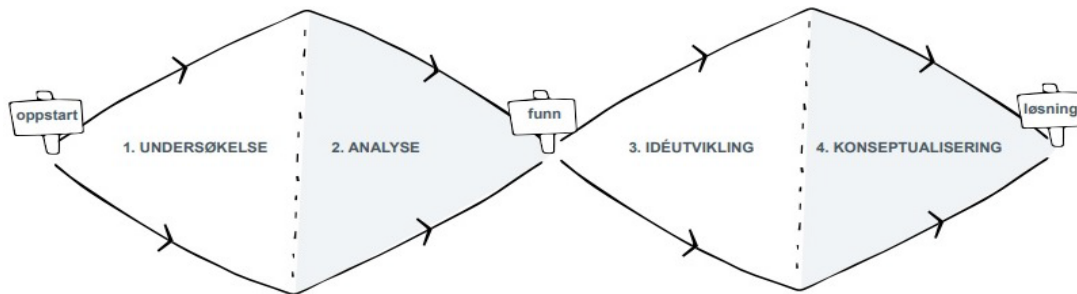 oppstart
1. UNDERSØKELSE
2. ANALYSE
funn
3. IDÉUTVIKLING
4. KONSEPTUALISERING
løsning